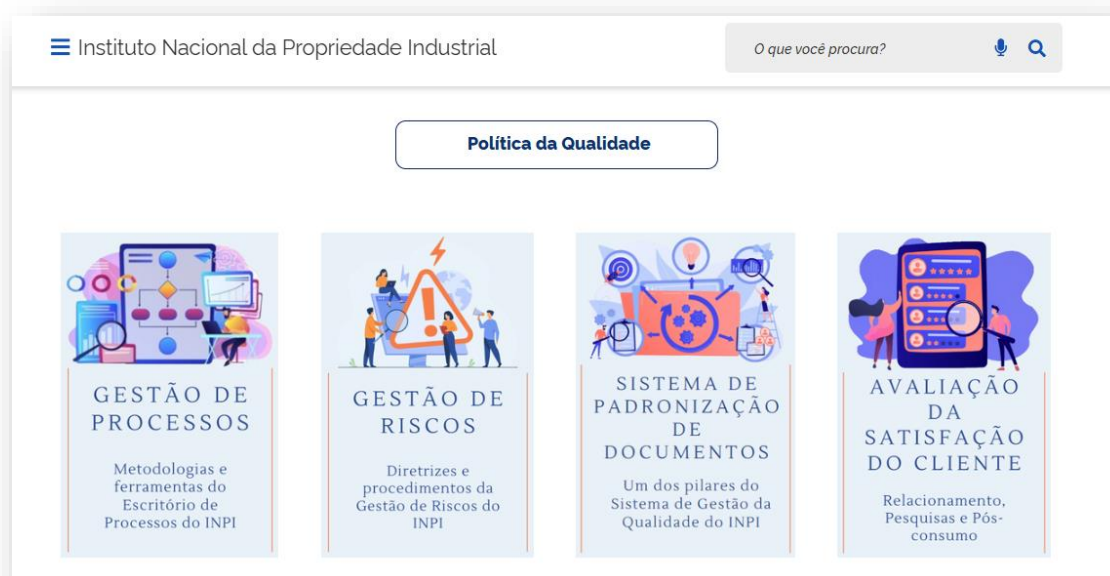 Instituto Nacional da Propriedade Industrial
O que você procura?
Política da Qualidade
GESTÃO DE
PROCESSOS
Metodologias e
ferramentas do
Escritório de
Processos do INPI
GESTÃO DE
RISCOS
Diretrizes e
procedimentos da
Gestão de Riscos do
INPI
SISTEMA DE
PADRONIZAÇÃO
DE
DOCUMENTOS
Um dos pilares do
Sistema de Gestão da
Qualidade do INPI
AVALIAÇÃO
DA
SATISFAÇÃO
DO CLIENTE
Relacionamento,
Pesquisas e Pós-
consumo